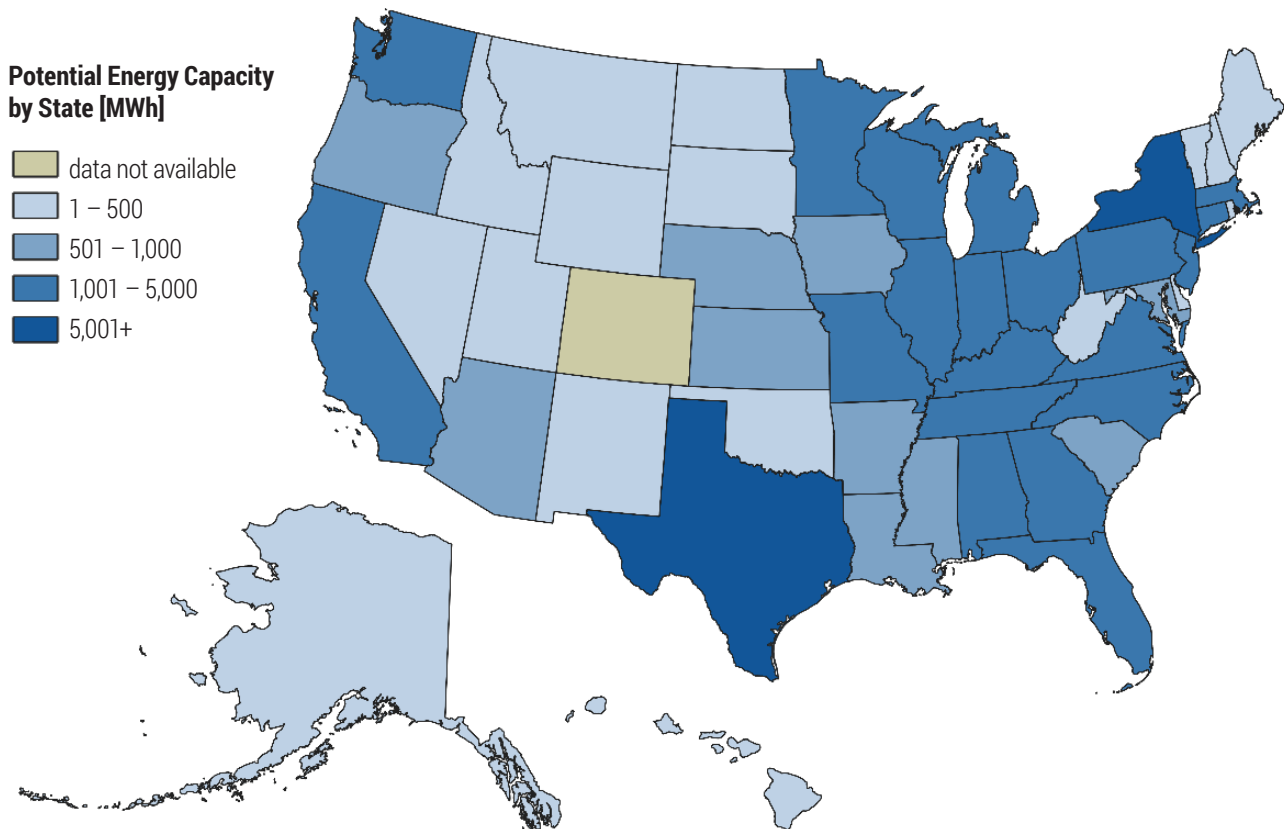 Potential Energy Capacity
by State [MWh]
data not available
1 – 500
501 – 1,000
1,001 – 5,000
5,001+